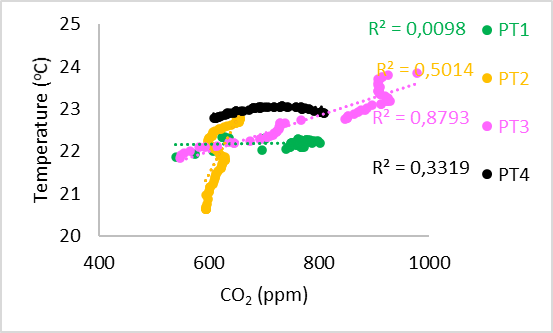 25
24
23
22
21
20
Temperature (ᵒC)
400
600
800
1000
CO₂ (ppm)
R² = 0,0098
PT1
R² = 0,5014
PT2
R² = 0,8793
PT3
R² = 0,3319
PT4